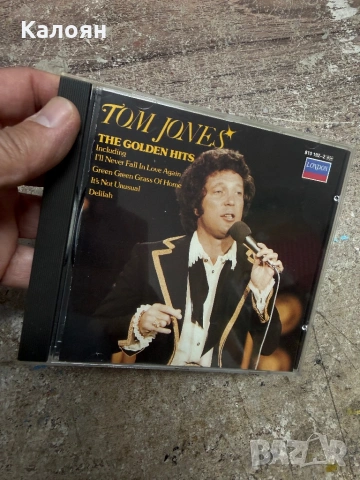 Калоян
TOM JONES
THE GOLDEN HITS
Including
I'll Never Fall In Love Again
Green Green Grass Of Home
It's Not Unusual
Delilah
LONDON
BAZAR